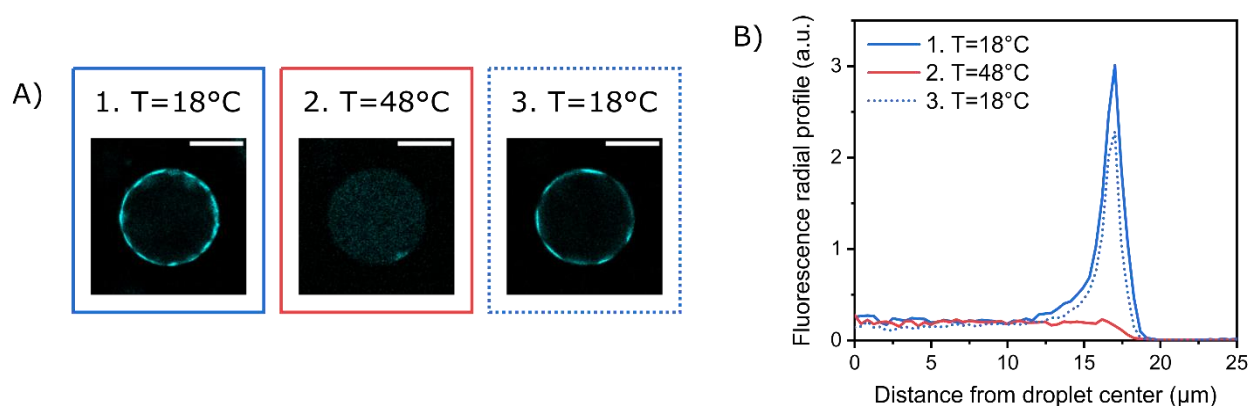 A)
1. T=18°C
2. T=48°C
3. T=18°C
B)
Fluorescence radial profile (a.u.)
3
2
1
0
1. T=18°C
2. T=48°C
3. T=18°C
0 5 10 15 20 25
Distance from droplet center (µm)